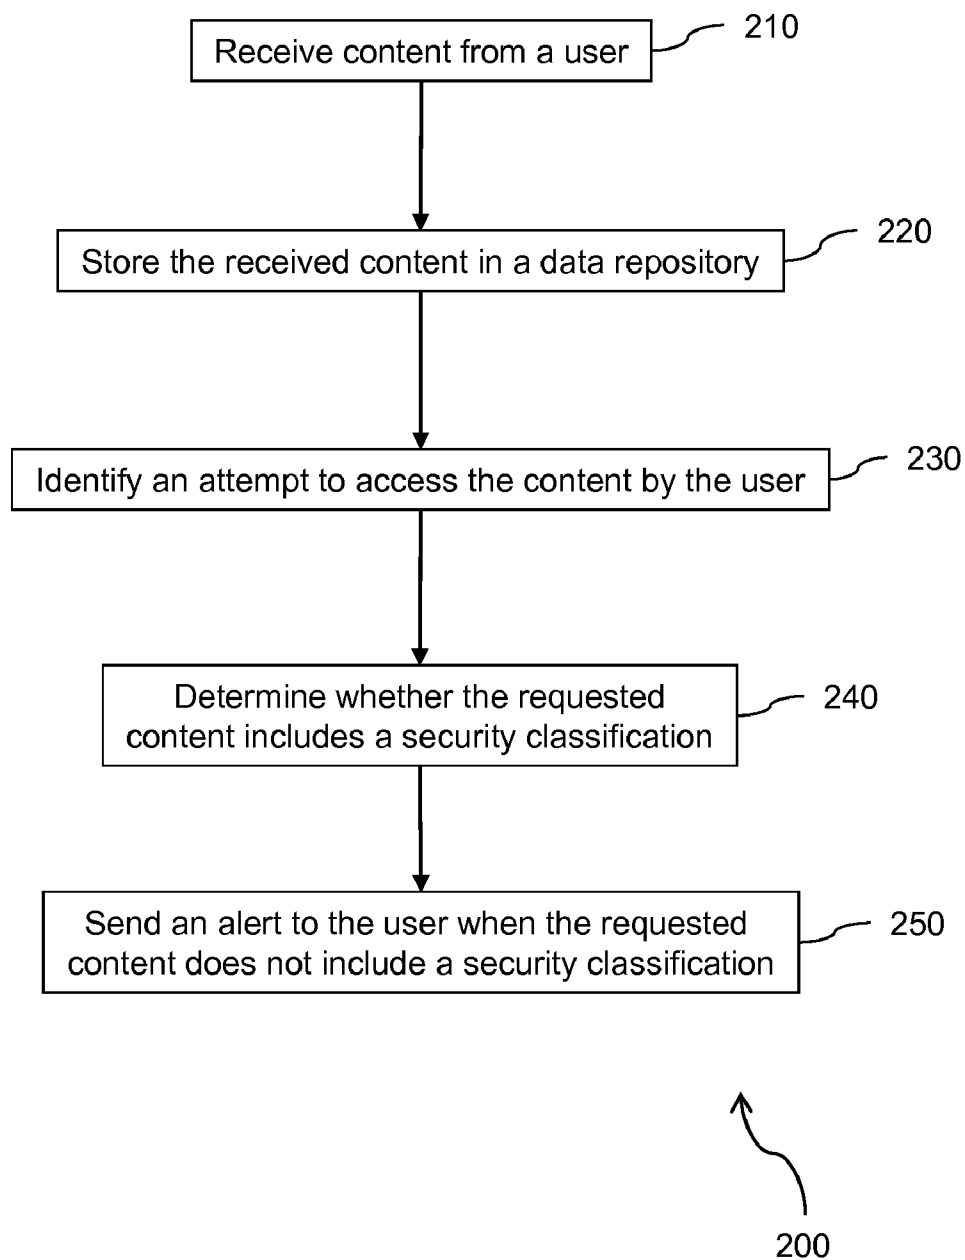 210
Receive content from a user
220
Store the received content in a data repository
230
Identify an attempt to access the content by the user
240
Determine whether the requested
content includes a security classification
250
Send an alert to the user when the requested
content does not include a security classification
200